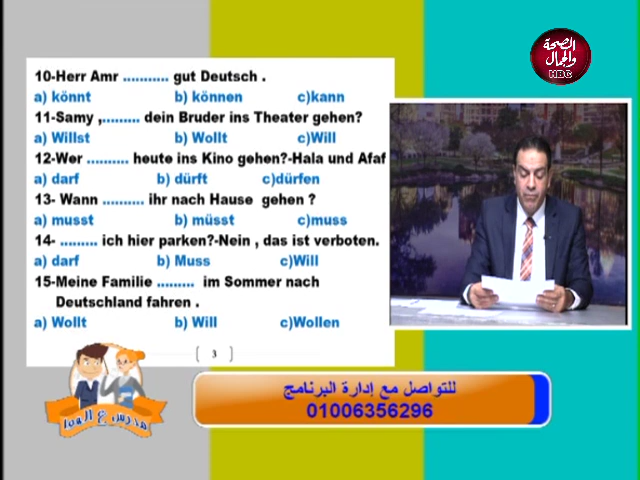 الصحة
والجمال
HBC
10-Herr Amr ........... gut Deutsch .
a) könnt b) können c)kann
11-Samy ,......... dein Bruder ins Theater gehen?
a) Willst b) Wollt c)Will
12-Wer .......... heute ins Kino gehen?-Hala und Afaf
a) darf b) dürft c)dürfen
13- Wann .......... ihr nach Hause gehen ?
a) musst b) müsst c)muss
14- ......... ich hier parken?-Nein , das ist verboten.
a) darf b) Muss c)Will
15-Meine Familie ......... im Sommer nach
Deutschland fahren .
a) Wollt b) Will c)Wollen
3
مدرس ع الهوا
للتواصل مع إدارة البرنامج
01006356296